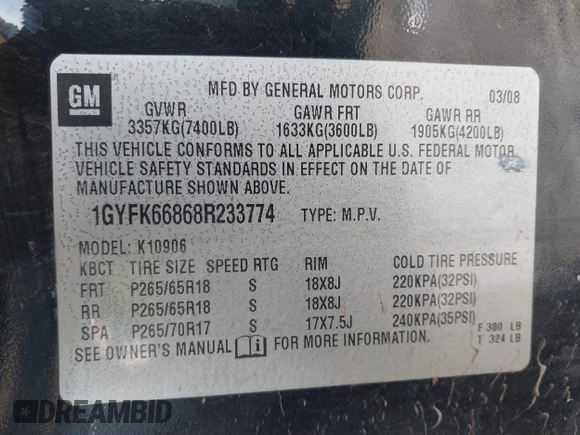 GM
MFD BY GENERAL MOTORS CORP. 03/08
GVWR GAWR FRT GAWR RR
3357KG(7400LB) 1633KG(3600LB) 1905KG(4200LB)
THIS VEHICLE CONFORMS TO ALL APPLICABLE U.S. FEDERAL MOTOR
VEHICLE SAFETY STANDARDS IN EFFECT ON THE DATE OF
MANUFACTURE SHOWN ABOVE.
1GYFK66868R233774 TYPE: M.P.V.
MODEL: K10906
KBCT TIRE SIZE SPEED RTG RIM COLD TIRE PRESSURE
FRT P265/65R18 S 18X8J 220KPA(32PSI)
RR P265/65R18 S 18X8J 220KPA(32PSI)
SPA P265/70R17 S 17X7.5J 240KPA(35PSI) F 300 LB
SEE OWNER'S MANUAL i FOR MORE INFORMATION. T 324 LB
DREAMBID